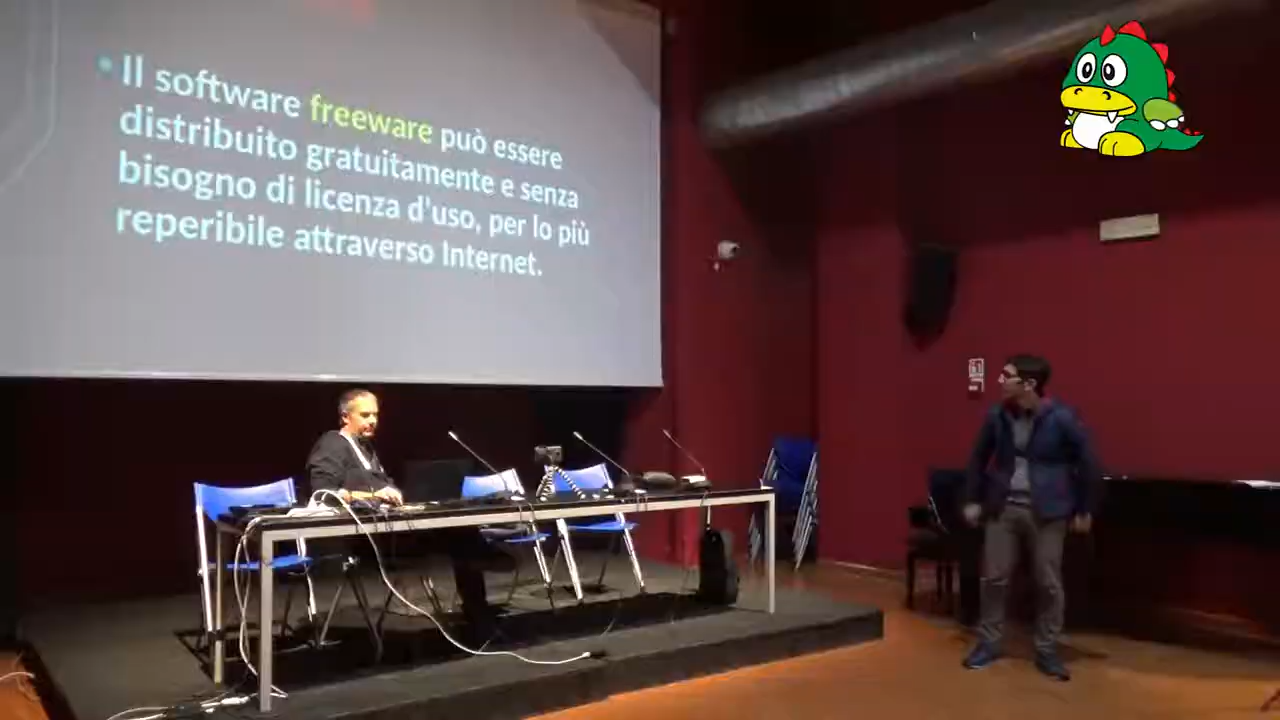 • Il software freeware può essere
distribuito gratuitamente e senza
bisogno di licenza d'uso, per lo più
reperibile attraverso Internet.